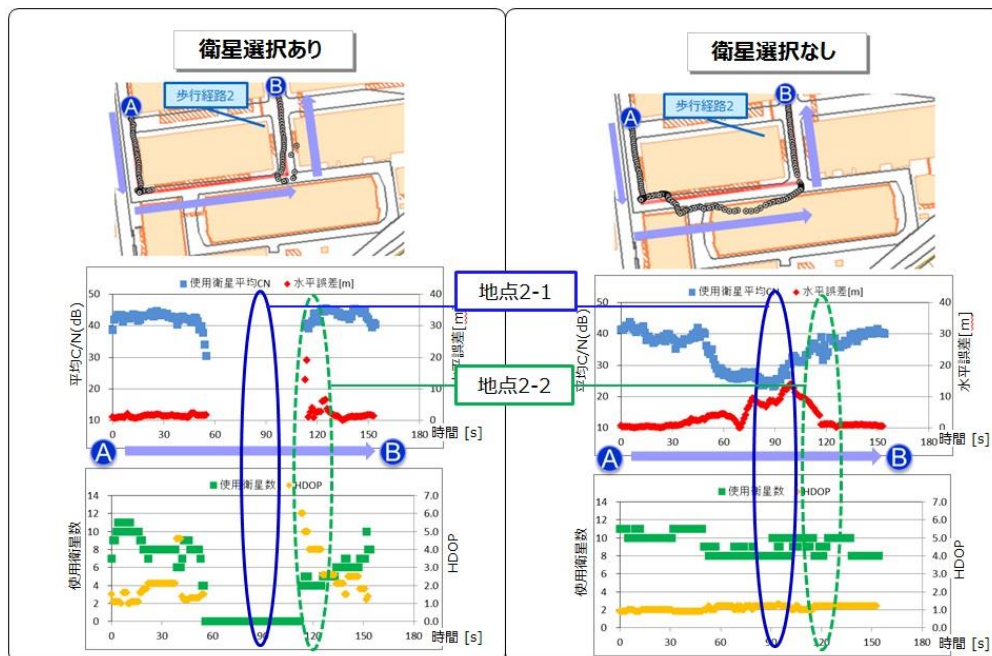 衛星選択あり
歩行経路2
A
B
使用衛星平均CN
水平誤差[m]
平均C/N(dB)
50
40
30
20
10
40
30
20
10
0
水平誤差[m]
0
30
60
90
120
150
180
時間 [s]
A
B
使用衛星数
HDOP
使用衛星数
14
12
10
8
6
4
2
0
7.0
6.0
5.0
4.0
3.0
2.0
1.0
0.0
HDOP
0
30
60
90
120
150
180
時間 [s]
地点2-1
地点2-2
衛星選択なし
歩行経路2
A
B
使用衛星平均CN
水平誤差[m]
平均C/N(dB)
50
40
30
20
10
40
30
20
10
0
水平誤差[m]
0
30
60
90
120
150
180
時間 [s]
A
B
使用衛星数
HDOP
使用衛星数
14
12
10
8
6
4
2
0
7.0
6.0
5.0
4.0
3.0
2.0
1.0
0.0
HDOP
0
30
60
90
120
150
180
時間 [s]